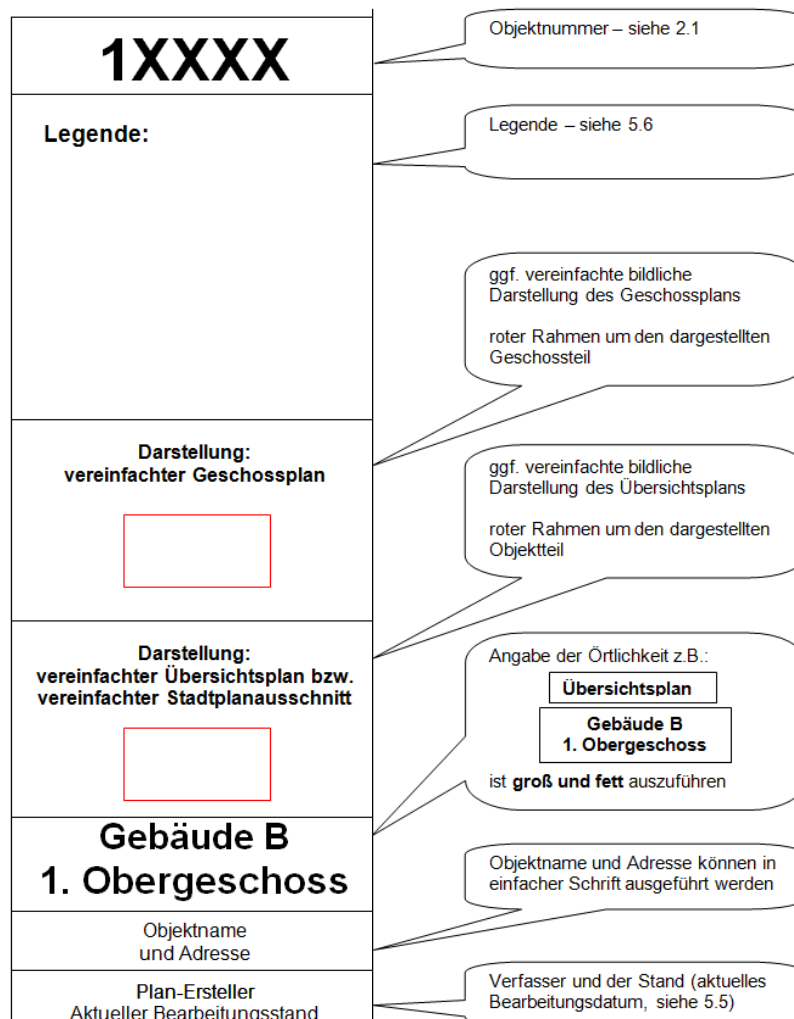 1XXXX
Objektnummer – siehe 2.1
Legende:
Legende – siehe 5.6
ggf. vereinfachte bildliche
Darstellung des Geschossplans
roter Rahmen um den dargestellten
Geschossteil
Darstellung:
vereinfachter Geschossplan
ggf. vereinfachte bildliche
Darstellung des Übersichtsplans
roter Rahmen um den dargestellten
Objektteil
Darstellung:
vereinfachter Übersichtsplan bzw.
vereinfachter Stadtplanausschnitt
Angabe der Örtlichkeit z.B.:
Übersichtsplan
Gebäude B
1. Obergeschoss
ist groß und fett auszuführen
Gebäude B
1. Obergeschoss
Objektname und Adresse können in
einfacher Schrift ausgeführt werden
Objektname
und Adresse
Plan-Ersteller
Aktueller Bearbeitungsstand
Verfasser und der Stand (aktuelles
Bearbeitungsdatum, siehe 5.5)